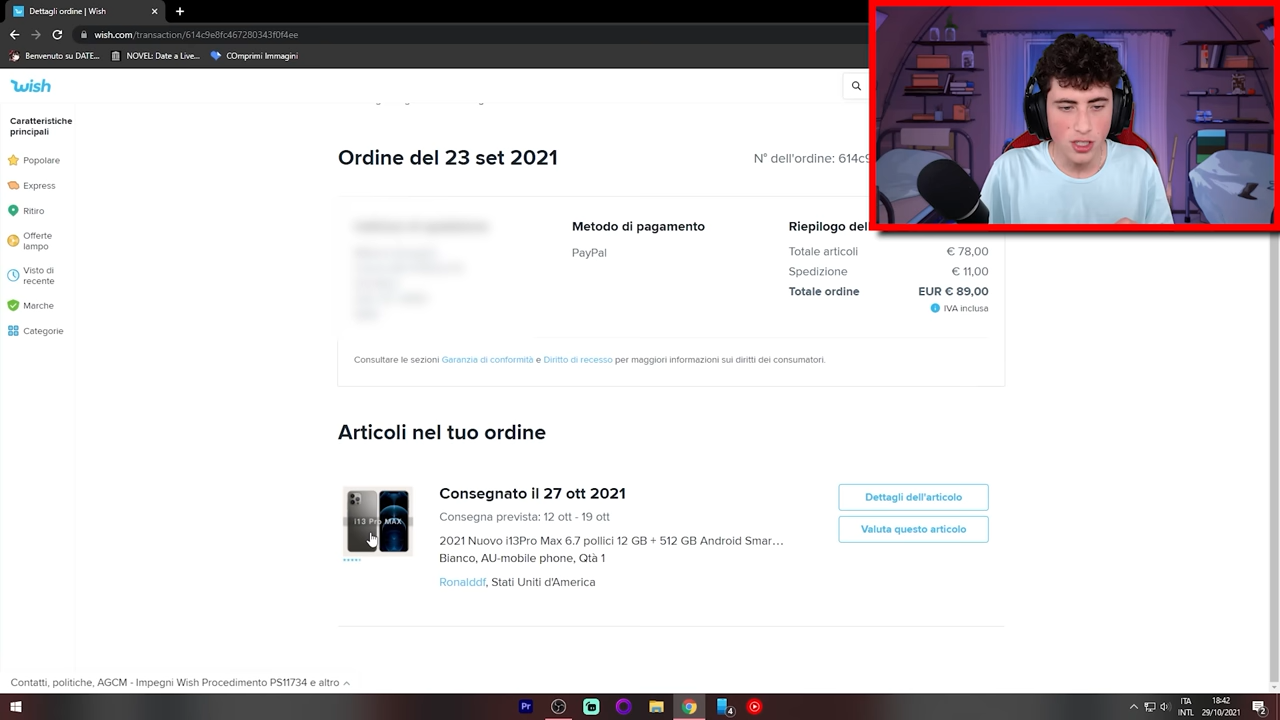 Dettagli | Wish
wish.com/transaction/614c9e8fc467280343f0f4ee
Benvenuto su DATE...
NOVEL: Date a Live...
Comprimi Immagini
wish
Caratteristiche
principali
Popolare
Express
Ritiro
Offerte
lampo
Visto di
recente
Marche
Categorie
Ordine del 23 set 2021
N° dell'ordine: 614c9
Metodo di pagamento
PayPal
Riepilogo del
Totale articoli € 78,00
Spedizione € 11,00
Totale ordine EUR € 89,00
IVA inclusa
Consultare le sezioni Garanzia di conformità e Diritto di recesso per maggiori informazioni sui diritti dei consumatori.
Articoli nel tuo ordine
i13 Pro MAX
Consegnato il 27 ott 2021
Consegna prevista: 12 ott - 19 ott
2021 Nuovo i13Pro Max 6.7 pollici 12 GB + 512 GB Android Smar...
Bianco, AU-mobile phone, Qtà 1
Ronalddf, Stati Uniti d'America
Dettagli dell'articolo
Valuta questo articolo
Contatti, politiche, AGCM - Impegni Wish Procedimento PS11734 e altro
Pr
4
ITA
INTL
18:42
29/10/2021
2